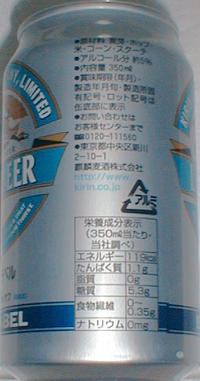 ●原材料 麦芽・ホップ・
米・コーン・スターチ
●アルコール分 約5%
●内容量 350㎖
●賞味期限(年月)・
製造年月旬・製造所固
有記号・ロット記号は
缶底部に表示
●お問い合わせは
お客様センターまで
☎0120-111560
●東京都中央区新川
2-10-1
麒麟麦酒株式会社
http://www.
kirin.co.jp
アルミ
栄養成分表示
(350㎖当たり・
当社調べ)
エネルギー 119kcal
たんぱく質 1.1g
脂質 0g
糖質 5.3g
食物繊維 0~
0.35g
ナトリウム 0mg
LIMITED
BEER
BEL